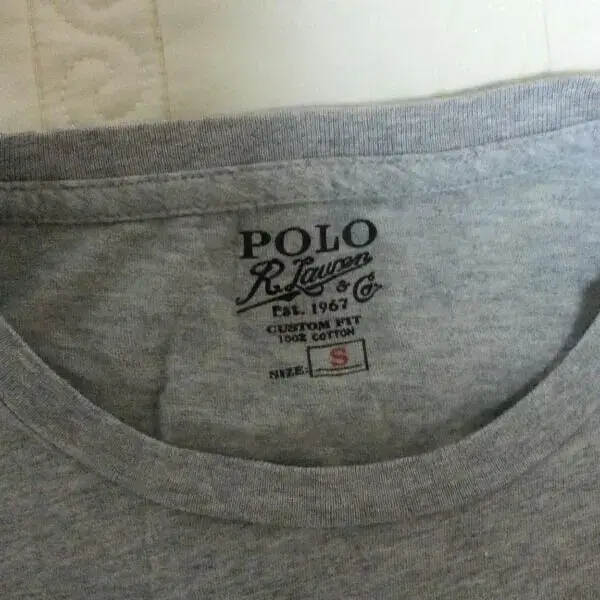 POLO
R. Lauren
& Co
Est. 1967
CUSTOM FIT
100% COTTON
SIZE: S